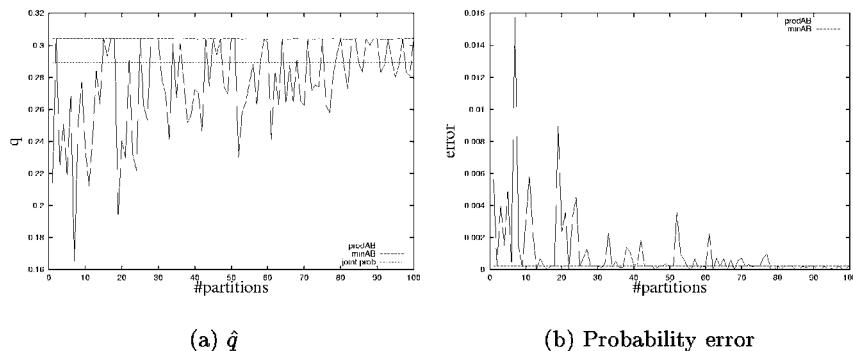 0.32
0.3
0.28
0.26
0.24
0.22
0.2
0.18
0.16
q
0 10 20 30 40 50 60 70 80 90 100
#partitions
prodAB
minAB
joint prob
(a) q̂
0.016
0.014
0.012
0.01
0.008
0.006
0.004
0.002
0
error
0 10 20 30 40 50 60 70 80 90 100
#partitions
prodAB
minAB
(b) Probability error